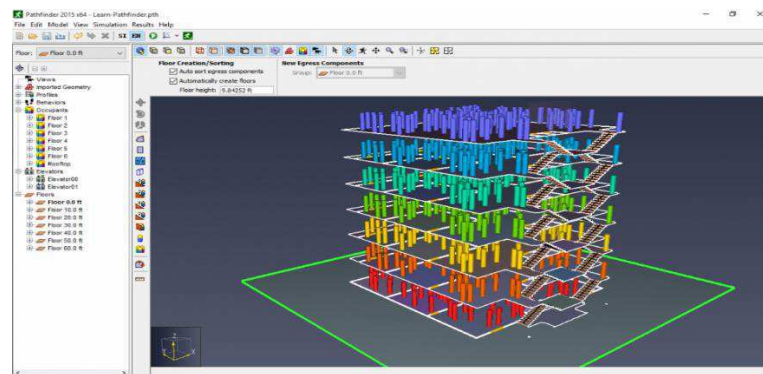 Pathfinder 2015 x64 - Learn-Pathfinder.pth
File Edit Model View Simulation Results Help
SI EN
Floor: Floor 0.0 ft
Floor Creation/Sorting
Auto sort egress components
Automatically create floors
Floor height: 9.84252 ft
New Egress Components
Group: Floor 0.0 ft
Views
Imported Geometry
Profiles
Behaviors
Occupants
Floor 1
Floor 2
Floor 3
Floor 4
Floor 5
Floor 6
Rooftop
Elevators
Elevator00
Elevator01
Floors
Floor 0.0 ft
Floor 10.0 ft
Floor 20.0 ft
Floor 30.0 ft
Floor 40.0 ft
Floor 50.0 ft
Floor 60.0 ft
Z